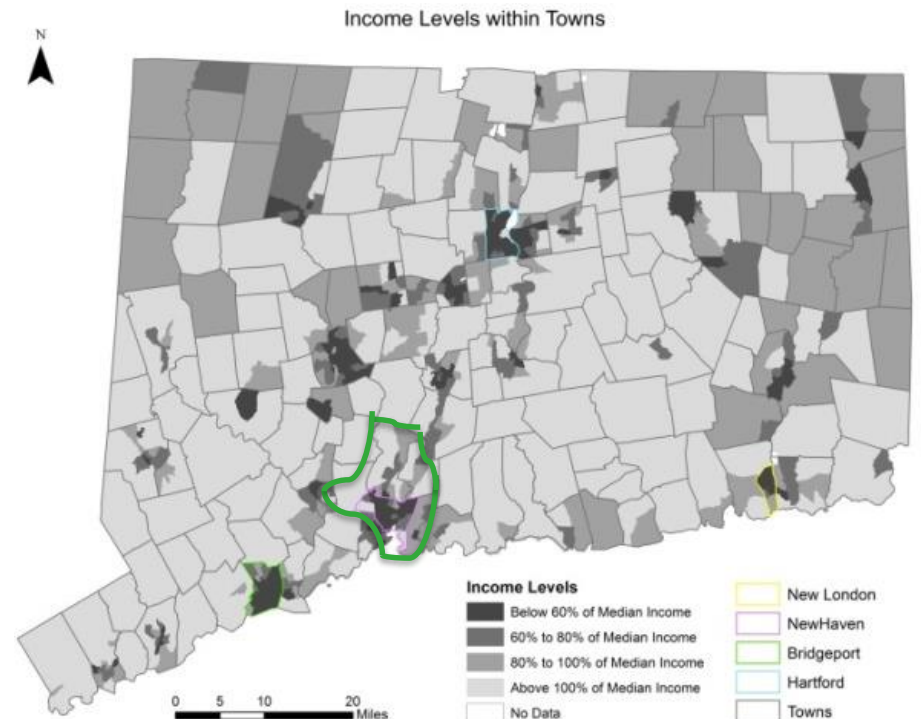 Income Levels within Towns
N
Income Levels
Below 60% of Median Income
60% to 80% of Median Income
80% to 100% of Median Income
Above 100% of Median Income
No Data
New London
NewHaven
Bridgeport
Hartford
Towns
0 5 10 20
Miles